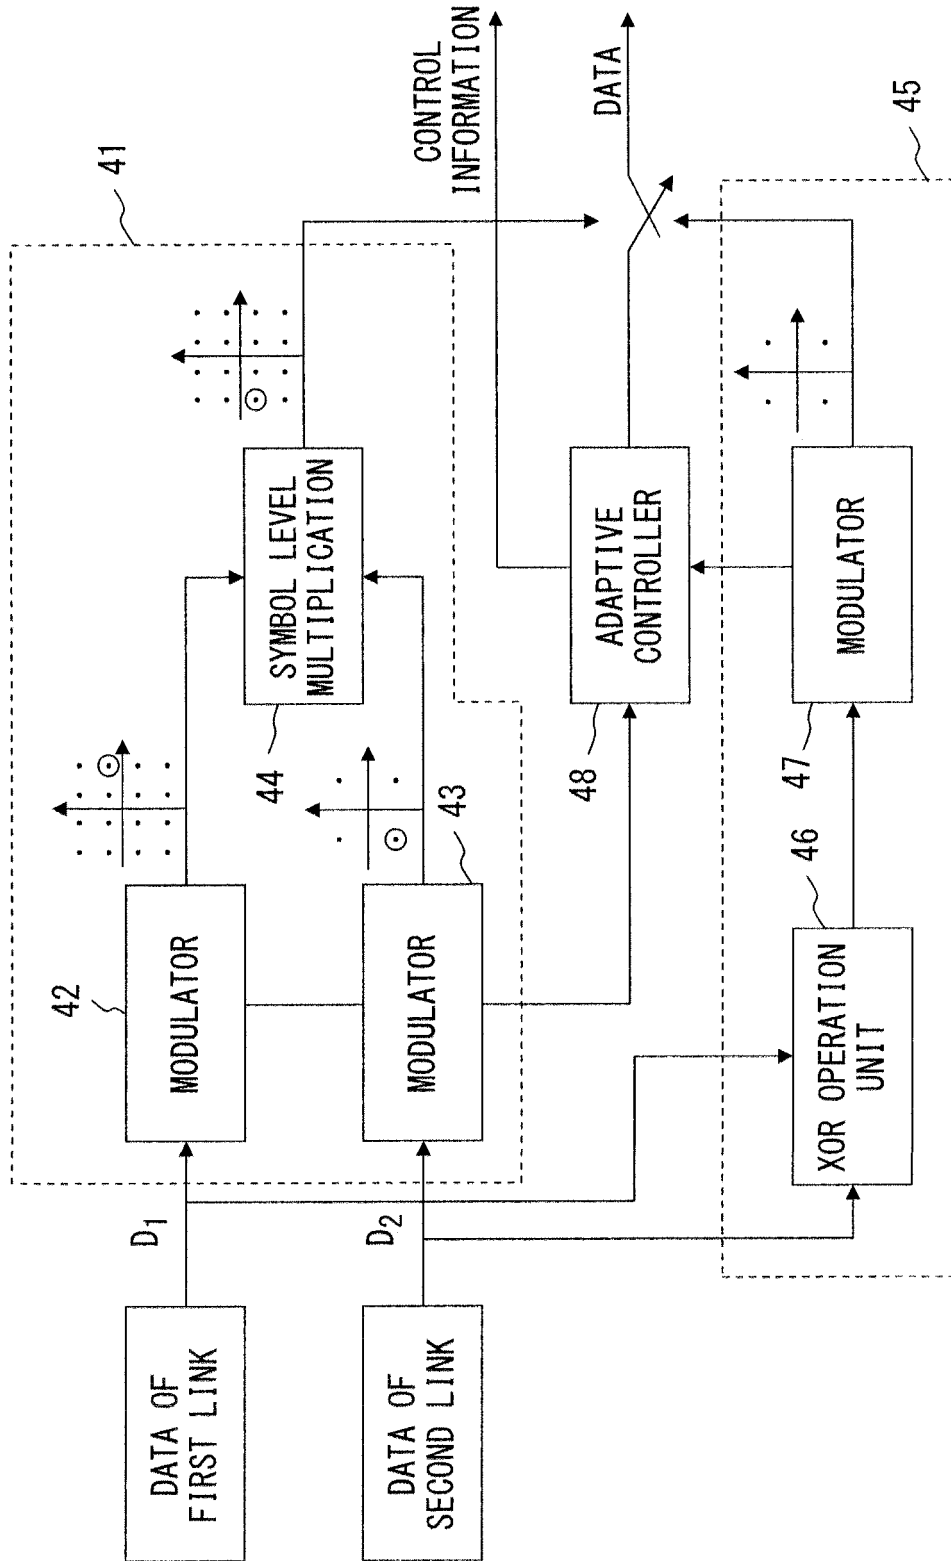 DATA OF
FIRST LINK
D1
42
MODULATOR
41
DATA OF
SECOND LINK
D2
MODULATOR
43
SYMBOL LEVEL
MULTIPLICATION
44
CONTROL
INFORMATION
DATA
ADAPTIVE
CONTROLLER
48
XOR OPERATION
UNIT
46
MODULATOR
47
45